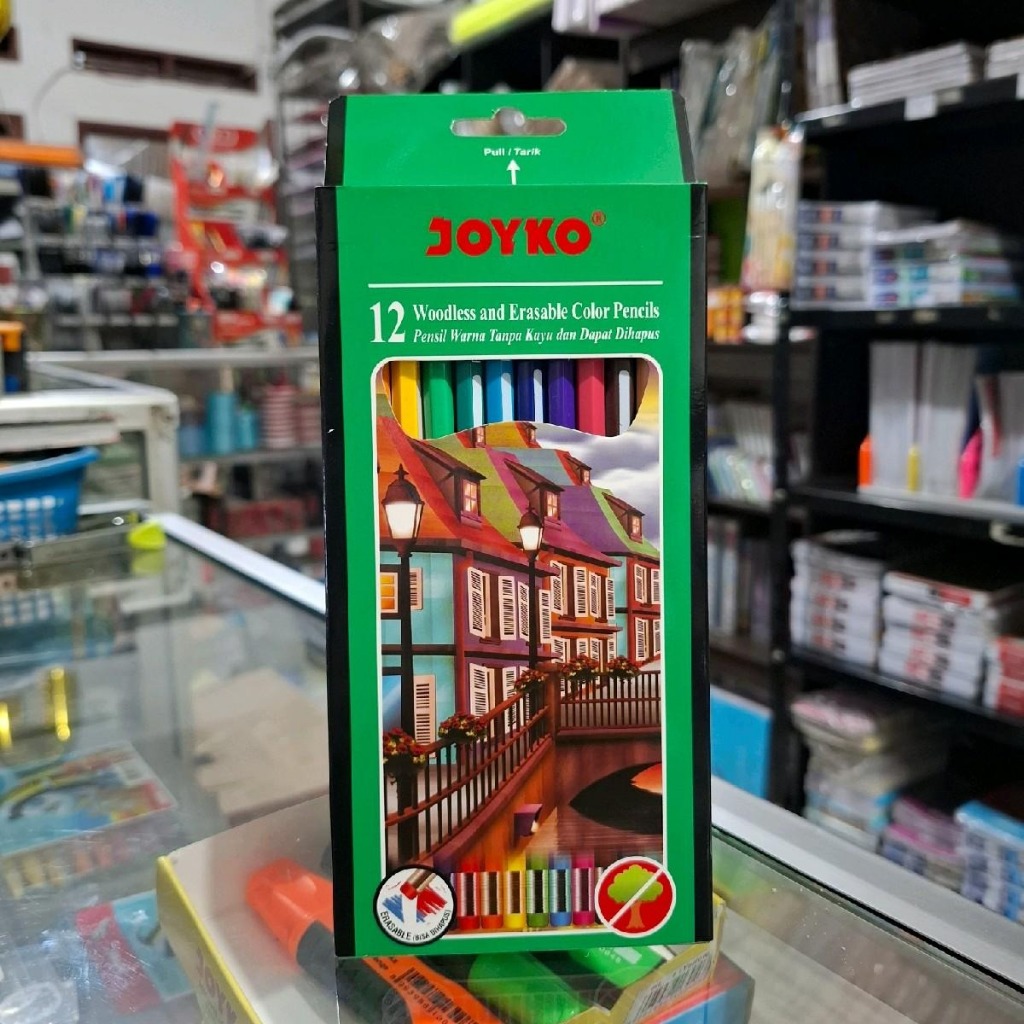 Pull / Tarik
JOYKO®
12 Woodless and Erasable Color Pencils
Pensil Warna Tanpa Kayu dan Dapat Dihapus
ERASABLE (BISA DIHAPUS)
JOYKO